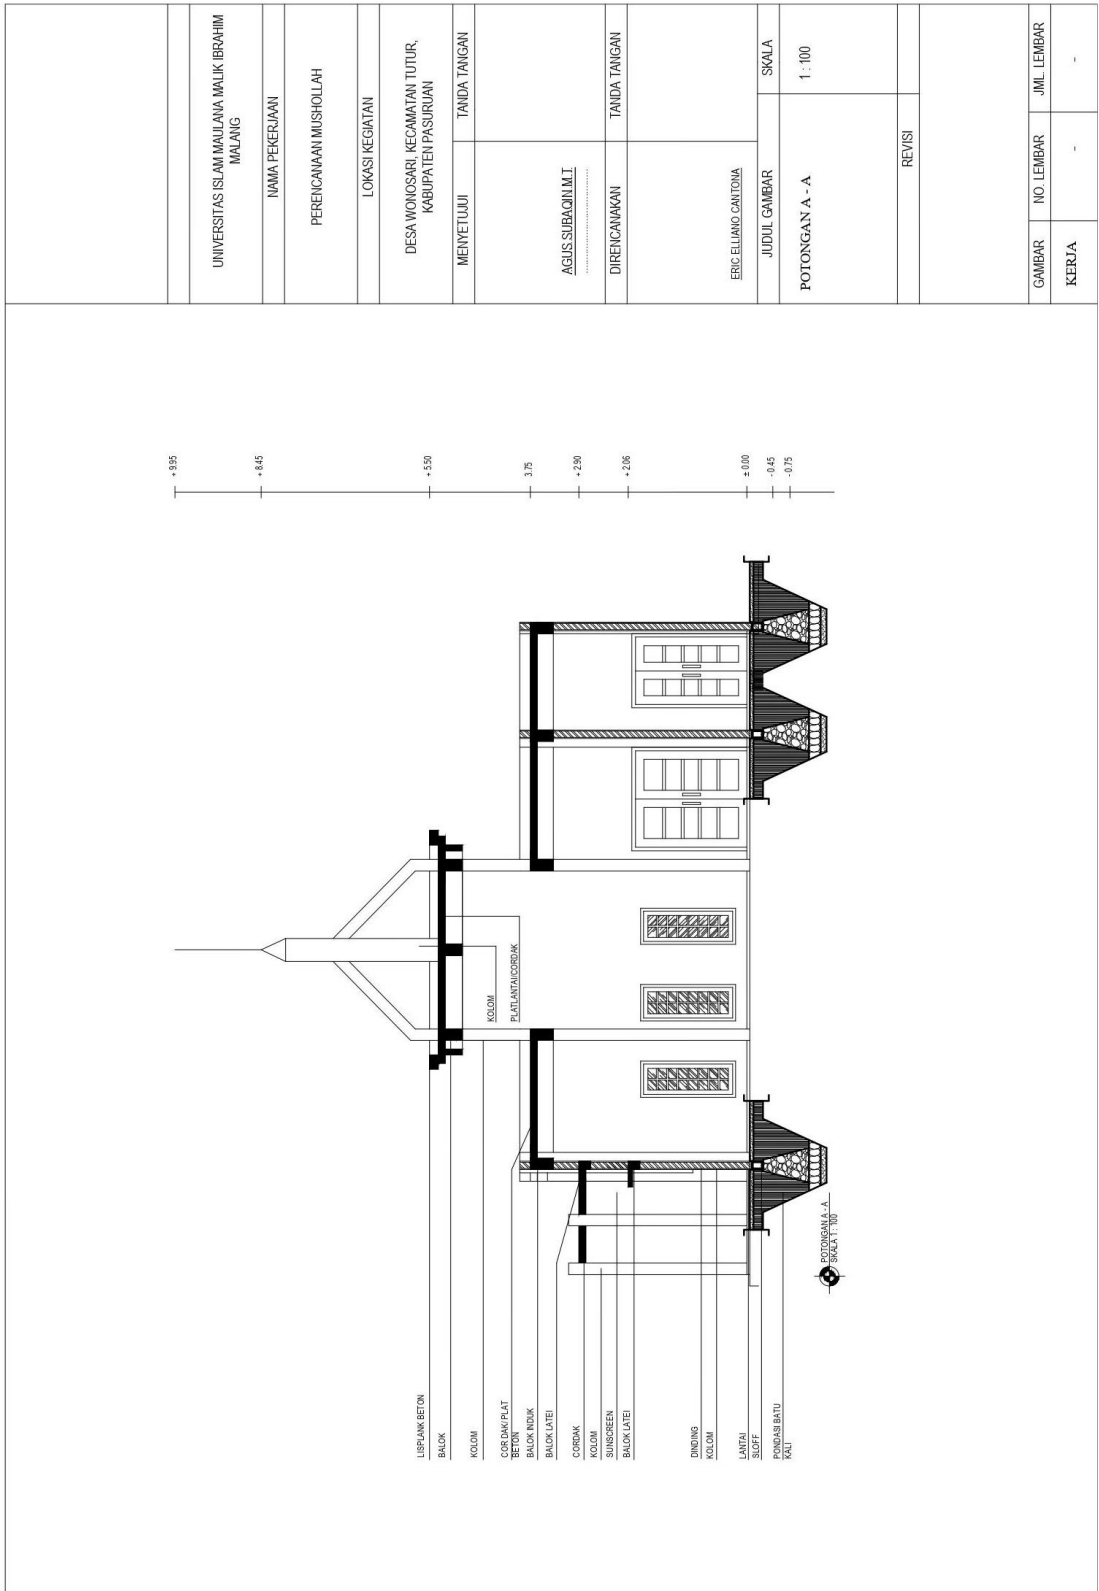 UNIVERSITAS ISLAM MAULANA MALIK IBRAHIM
MALANG
NAMA PEKERJAAN
PERENCANAAN MUSHOLLAH
LOKASI KEGIATAN
DESA WONOSARI, KECAMATAN TUTUR,
KABUPATEN PASURUAN
MENYETUJUI
TANDA TANGAN
AGUS.SUBAQIN.M.T
..............................
DIRENCANAKAN
TANDA TANGAN
ERIC ELLIANO CANTONA
JUDUL GAMBAR
SKALA
POTONGAN A - A
1 : 100
REVISI
GAMBAR
NO. LEMBAR
JML. LEMBAR
KERJA
-
-
+ 9.95
+ 8.45
+ 5.50
3.75
+ 2.90
+ 2.06
± 0.00
- 0.45
- 0.75
KOLOM
PLATLANTAI/CORDAK
LISPLANK BETON
BALOK
KOLOM
COR DAK/PLAT
BETON
BALOK INDUK
BALOK LATEI
CORDAK
KOLOM
SUNSCREEN
BALOK LATEI
DINDING
KOLOM
LANTAI
SLOFF
PONDASI BATU
KALI
POTONGAN A - A
SKALA 1 : 100